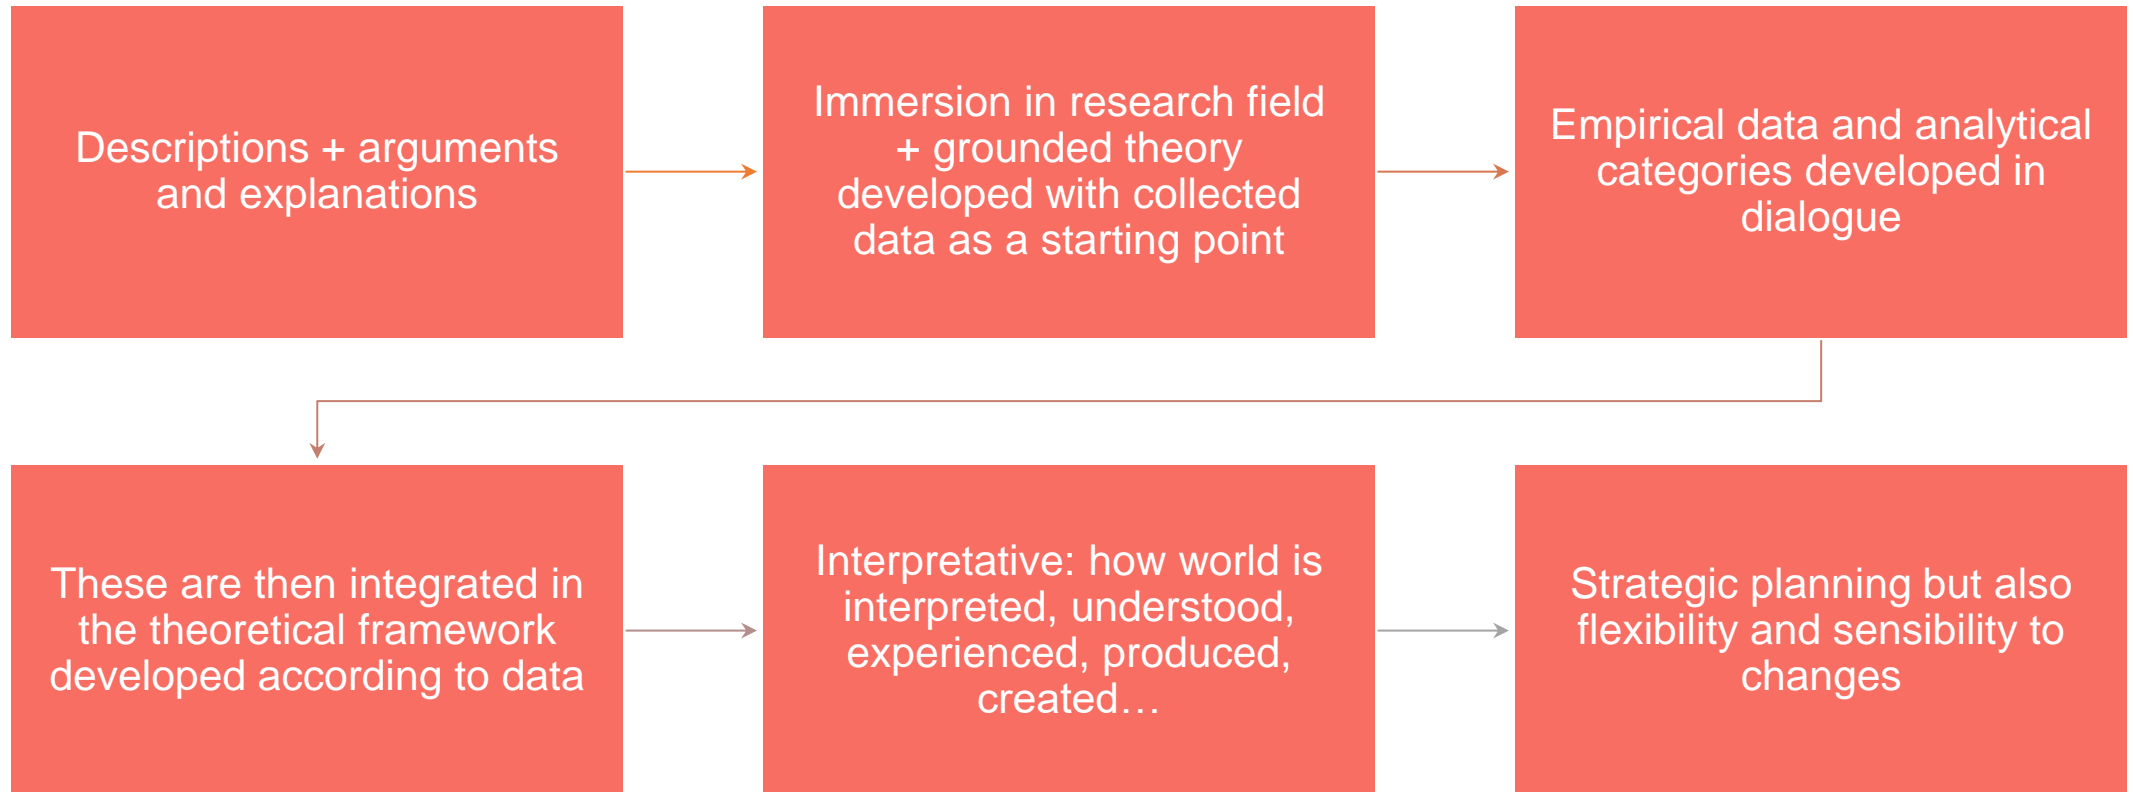 Descriptions + arguments
and explanations
Immersion in research field
+ grounded theory
developed with collected
data as a starting point
Empirical data and analytical
categories developed in
dialogue
These are then integrated in
the theoretical framework
developed according to data
Interpretative: how world is
interpreted, understood,
experienced, produced,
created…
Strategic planning but also
flexibility and sensibility to
changes